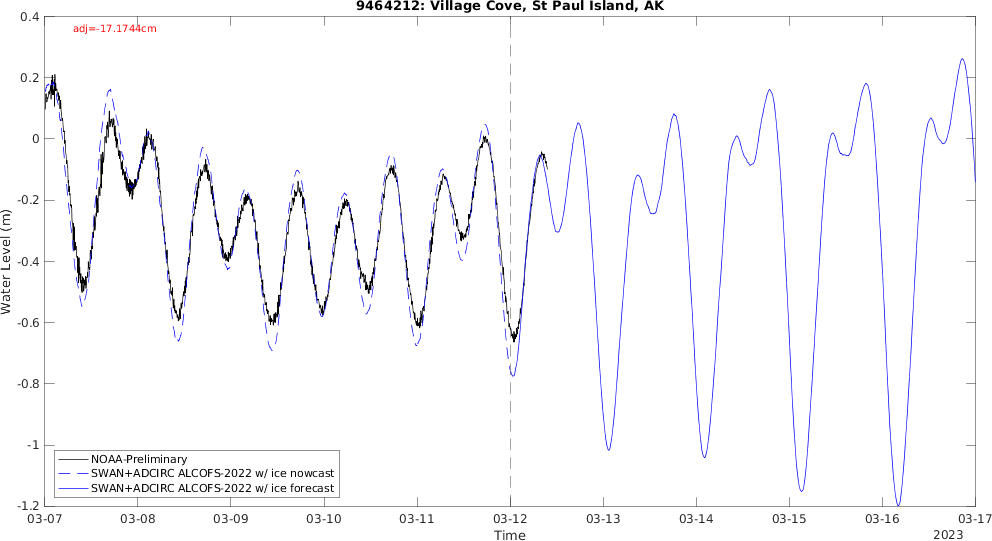 9464212: Village Cove, St Paul Island, AK
adj=-17.1744cm
0.4
0.2
0
-0.2
-0.4
-0.6
-0.8
-1
-1.2
Water Level (m)
NOAA-Preliminary
SWAN+ADCIRC ALCOFS-2022 w/ ice nowcast
SWAN+ADCIRC ALCOFS-2022 w/ ice forecast
03-07 03-08 03-09 03-10 03-11 03-12 03-13 03-14 03-15 03-16 03-17
Time
2023